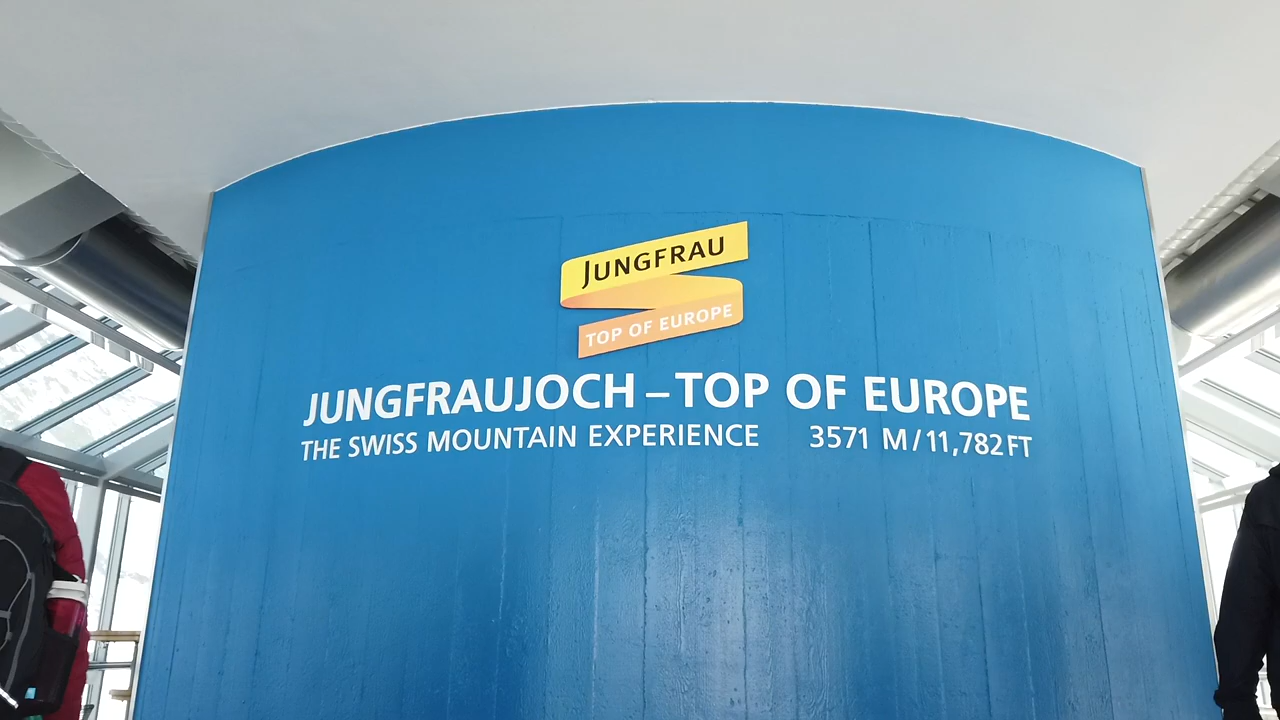 JUNGFRAU
TOP OF EUROPE
JUNGFRAUJOCH – TOP OF EUROPE
THE SWISS MOUNTAIN EXPERIENCE 3571 M / 11,782 FT